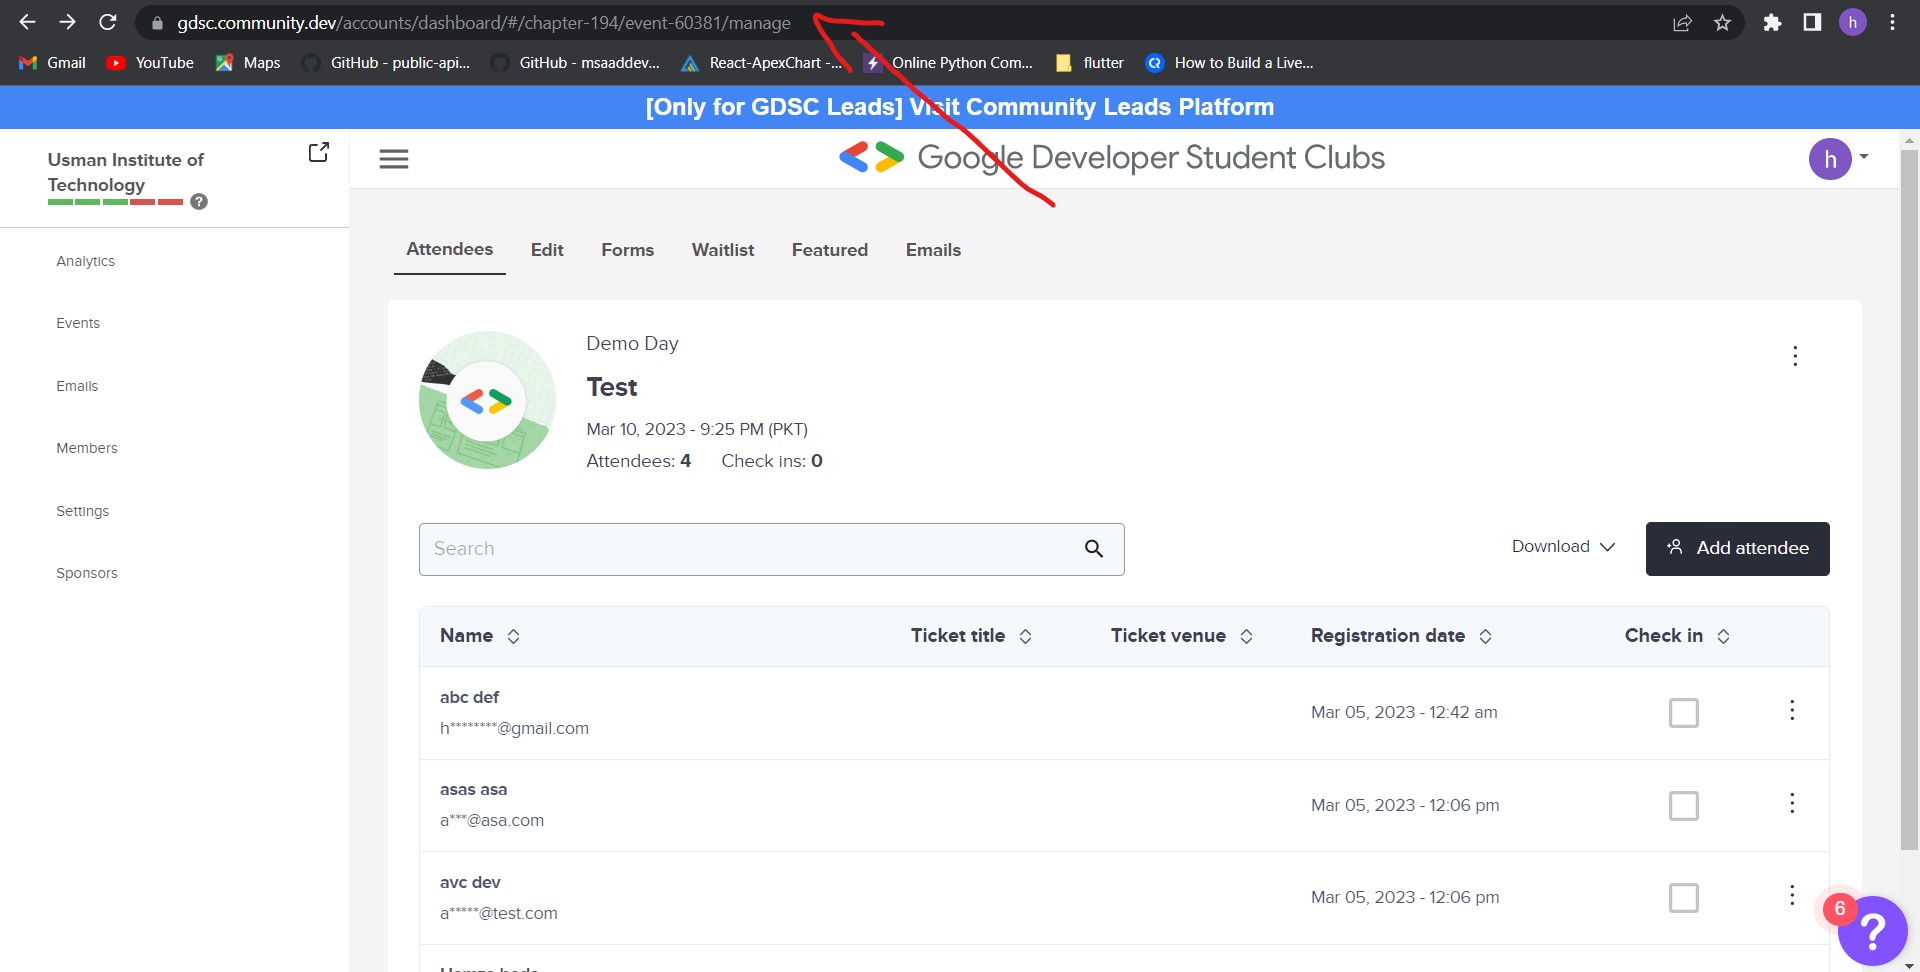 gdsc.community.dev/accounts/dashboard/#/chapter-194/event-60381/manage
h
Gmail YouTube Maps GitHub - public-api... GitHub - msaaddev... React-ApexChart -... Online Python Com... flutter How to Build a Live...
[Only for GDSC Leads] Visit Community Leads Platform
Usman Institute of
Technology
?
Google Developer Student Clubs
h
Analytics
Events
Emails
Members
Settings
Sponsors
Attendees Edit Forms Waitlist Featured Emails
Demo Day
Test
Mar 10, 2023 - 9:25 PM (PKT)
Attendees: 4 Check ins: 0
Search
Download
Add attendee
Name Ticket title Ticket venue Registration date Check in
abc def
h********@gmail.com
Mar 05, 2023 - 12:42 am
asas asa
a***@asa.com
Mar 05, 2023 - 12:06 pm
avc dev
a*****@test.com
Mar 05, 2023 - 12:06 pm
6
?